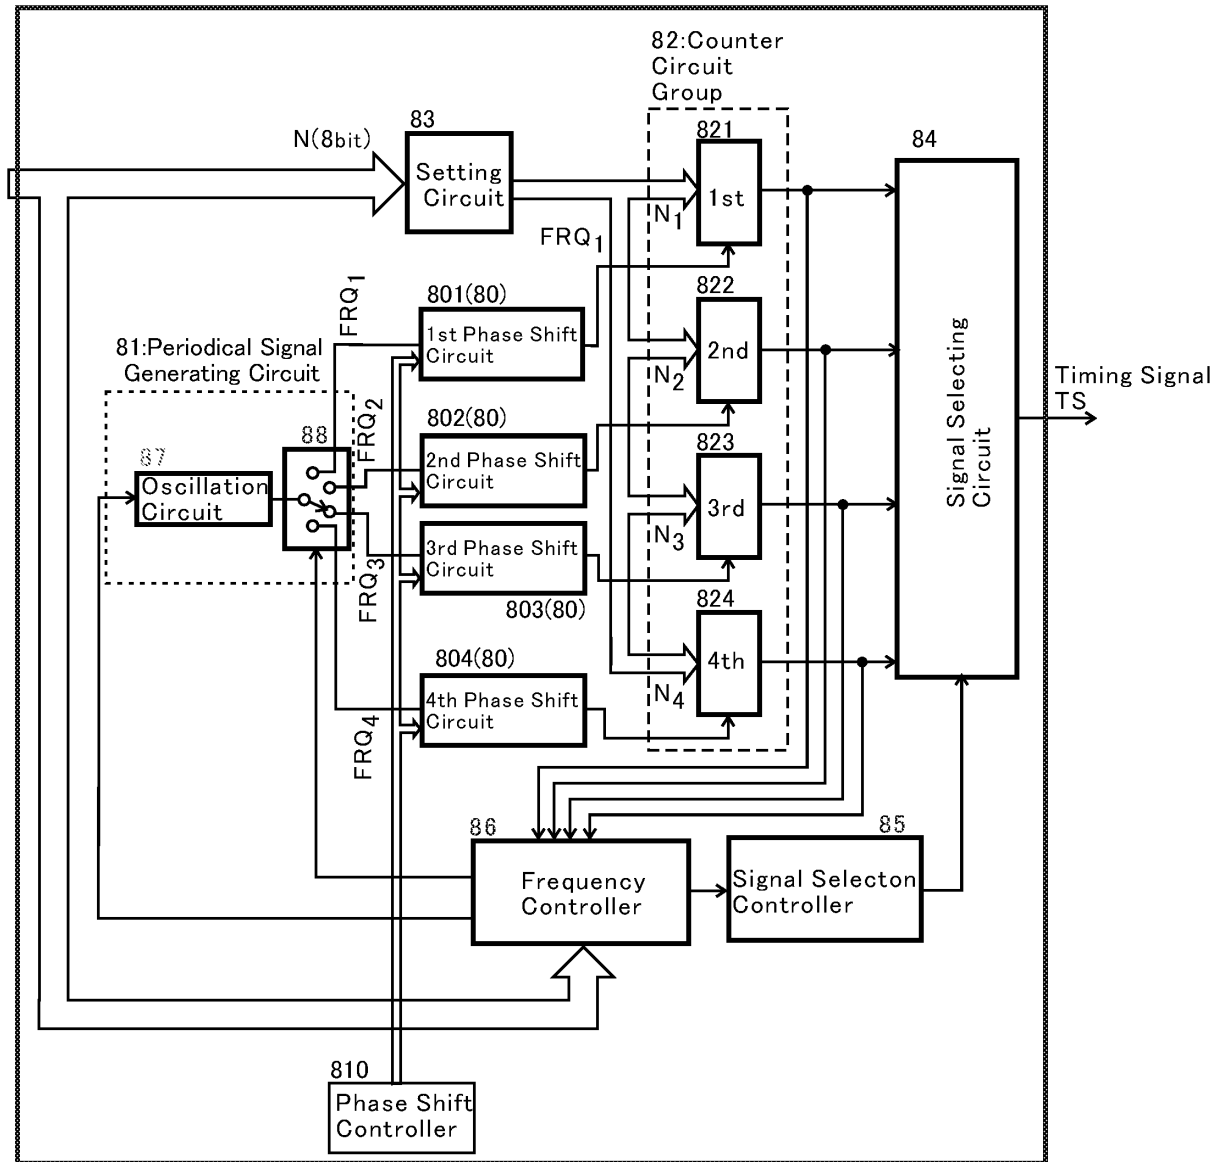 82:Counter
Circuit
Group
83
821
84
N(8bit)
Setting
Circuit
1st
N1
FRQ1
822
801(80)
FRQ1
1st Phase Shift
Circuit
2nd
N2
81:Periodical Signal
Generating Circuit
Timing Signal
TS
Signal Selecting
Circuit
FRQ2
802(80)
88
823
87
2nd Phase Shift
Circuit
Oscillation
Circuit
3rd
N3
3rd Phase Shift
Circuit
FRQ3
803(80)
824
804(80)
4th
N4
4th Phase Shift
Circuit
FRQ4
86
85
Frequency
Controller
Signal Selecton
Controller
810
Phase Shift
Controller